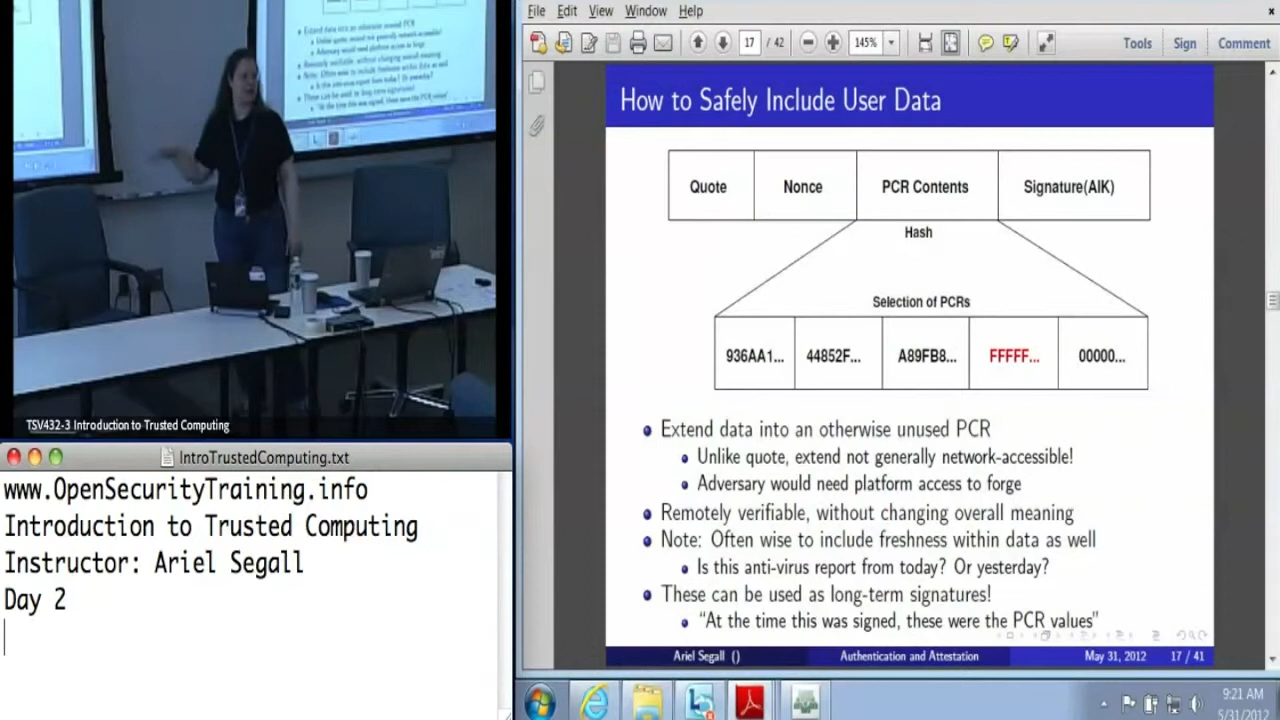 Extend data into an otherwise unused PCR
TSV432-3 Introduction to Trusted Computing
IntroTrustedComputing.txt
www.OpenSecurityTraining.info
Introduction to Trusted Computing
Instructor: Ariel Segall
Day 2
File Edit View Window Help
17 / 42 145% Tools Sign Comment
How to Safely Include User Data
Quote Nonce PCR Contents Signature(AIK)
Hash
Selection of PCRs
936AA1... 44852F... A89FB8... FFFFF... 00000...
Extend data into an otherwise unused PCR
Unlike quote, extend not generally network-accessible!
Adversary would need platform access to forge
Remotely verifiable, without changing overall meaning
Note: Often wise to include freshness within data as well
Is this anti-virus report from today? Or yesterday?
These can be used as long-term signatures!
"At the time this was signed, these were the PCR values"
Ariel Segall () Authentication and Attestation May 31, 2012 17 / 41
9:21 AM
5/31/2012